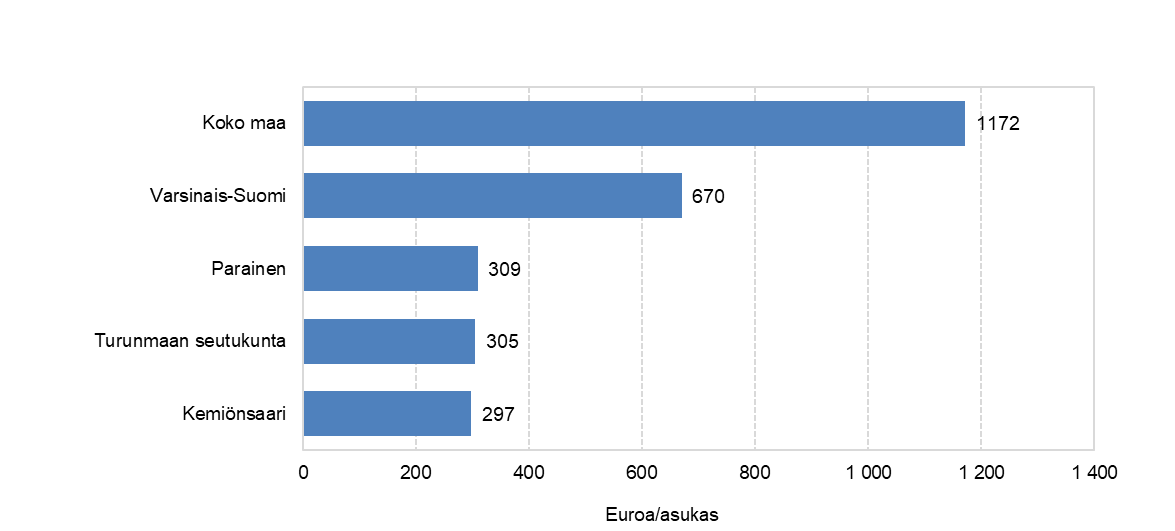 Koko maa 1172
Varsinais-Suomi 670
Parainen 309
Turunmaan seutukunta 305
Kemiönsaari 297
0 200 400 600 800 1 000 1 200 1 400
Euroa/asukas